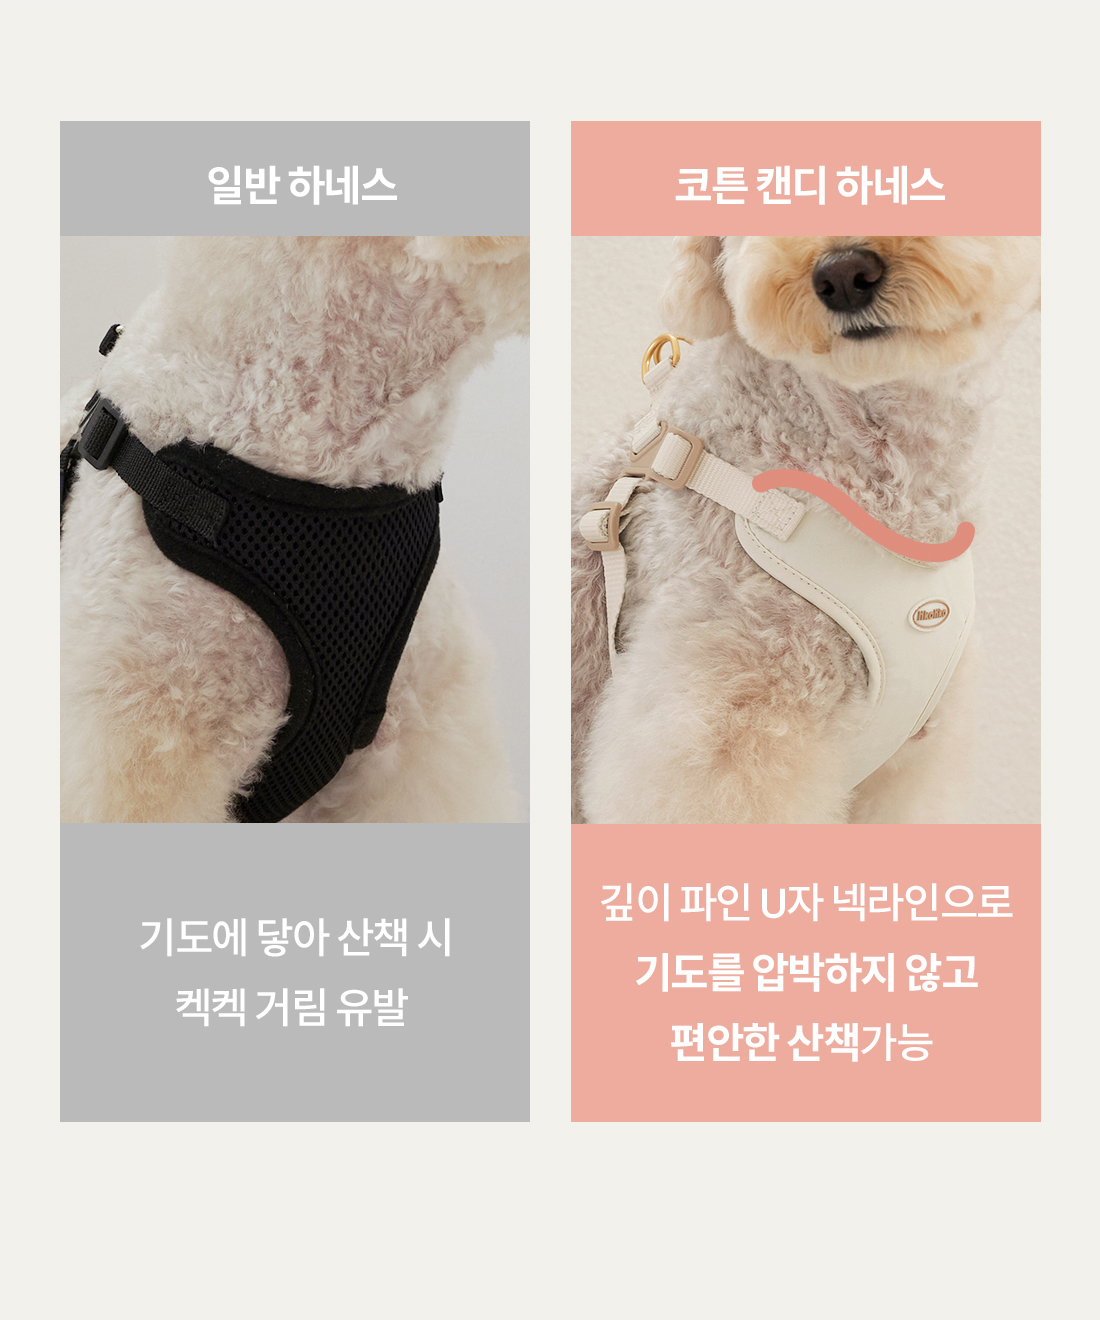 일반 하네스
기도에 닿아 산책 시
켁켁 거림 유발
코튼 캔디 하네스
likoliko
깊이 파인 U자 넥라인으로
기도를 압박하지 않고
편안한 산책가능